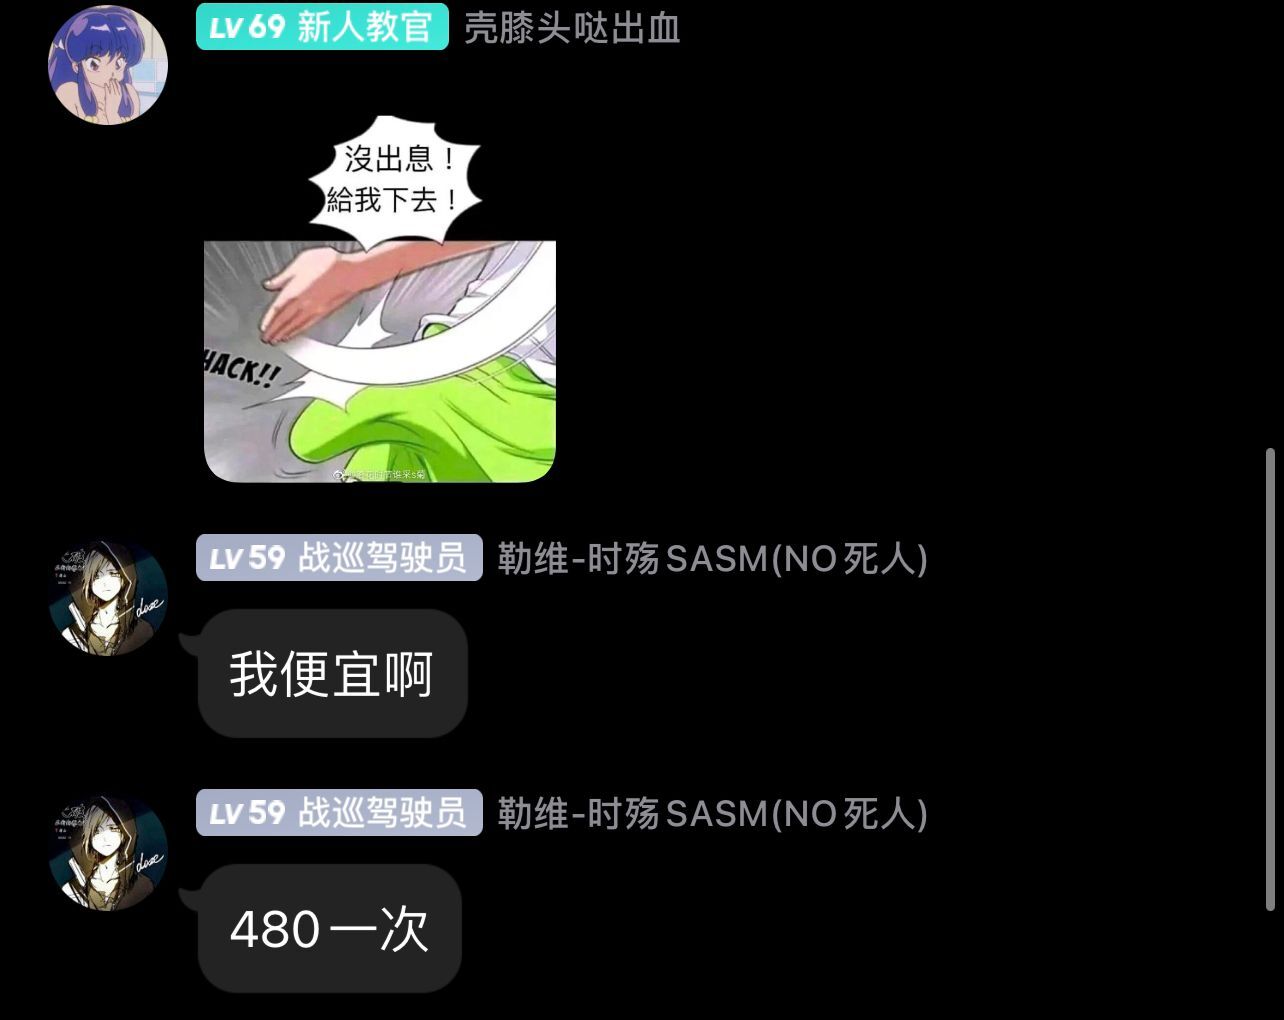 LV 69 新人教官 壳膝头哒出血
沒出息！
給我下去！
HACK!!
LV 59 战巡驾驶员 勒维-时殇SASM(NO死人)
doze
我便宜啊
LV 59 战巡驾驶员 勒维-时殇SASM(NO死人)
doze
480一次